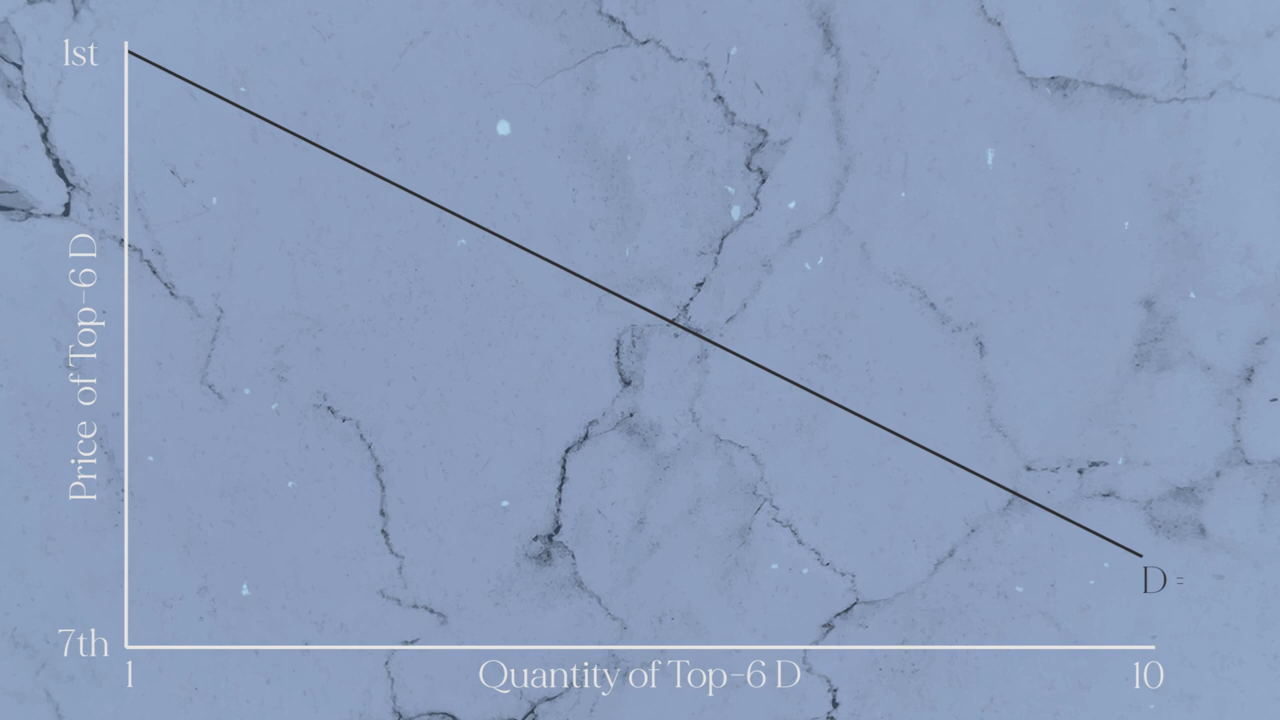 1st
Price of Top-6 D
7th
1
Quantity of Top-6 D
10
D =